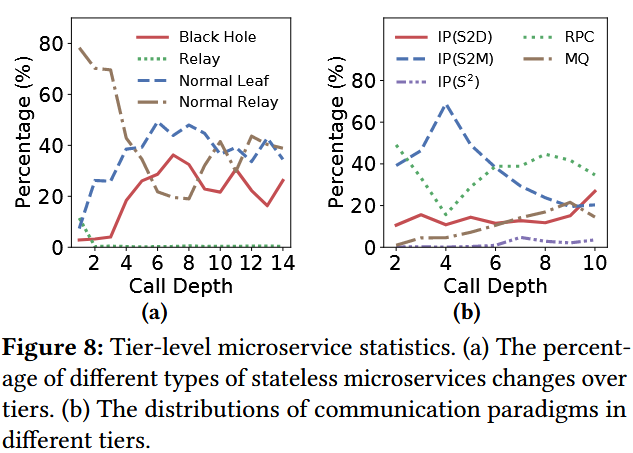 80
60
40
20
0
Percentage (%)
Black Hole
Relay
Normal Leaf
Normal Relay
2 4 6 8 10 12 14
Call Depth
(a)
IP(S2D)
IP(S2M)
IP(S²)
RPC
MQ
80
60
40
20
0
Percentage (%)
2 4 6 8 10
Call Depth
(b)
Figure 8: Tier-level microservice statistics. (a) The percent-
age of different types of stateless microservices changes over
tiers. (b) The distributions of communication paradigms in
different tiers.